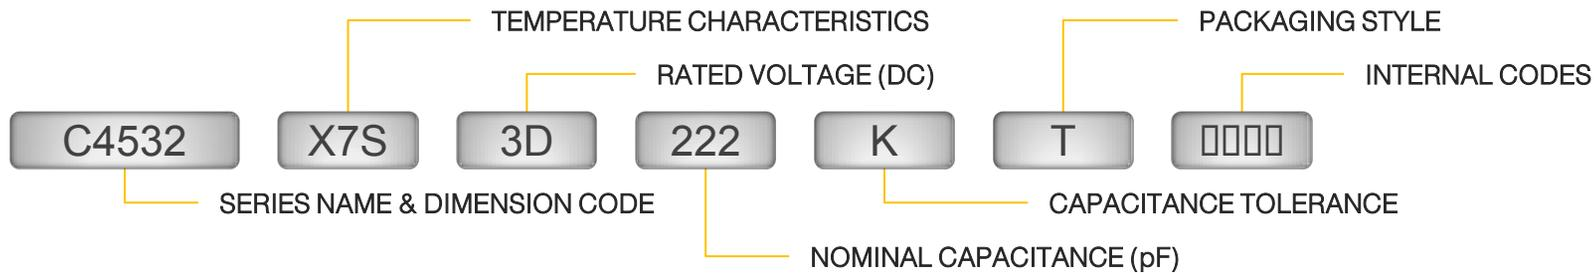 TEMPERATURE CHARACTERISTICS
PACKAGING STYLE
RATED VOLTAGE (DC)
INTERNAL CODES
C4532 X7S 3D 222 K T ▯▯▯▯
SERIES NAME & DIMENSION CODE
CAPACITANCE TOLERANCE
NOMINAL CAPACITANCE (pF)